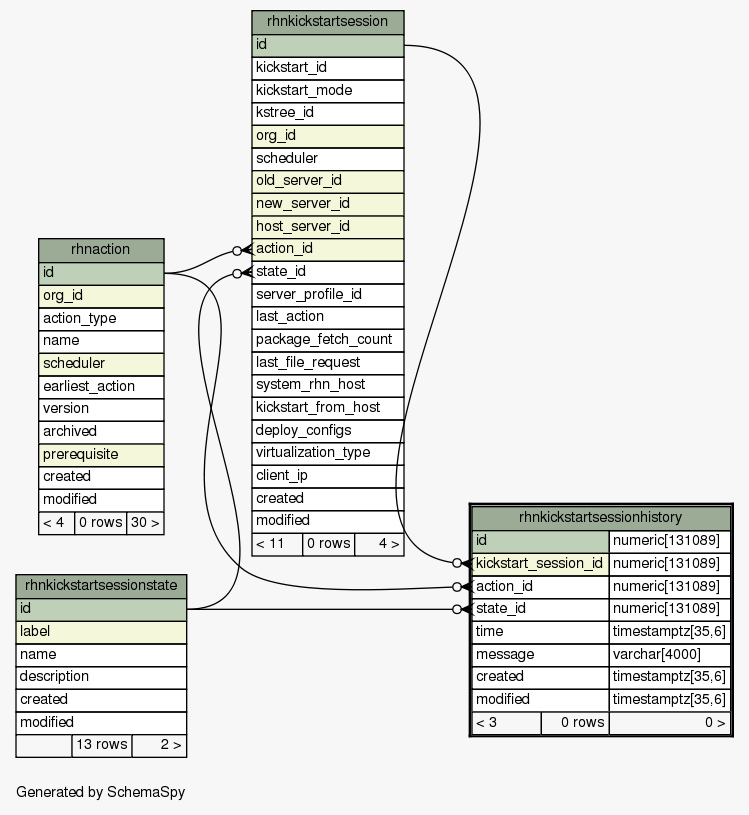 rhnkickstartsession
id
kickstart_id
kickstart_mode
kstree_id
org_id
scheduler
old_server_id
new_server_id
host_server_id
action_id
state_id
server_profile_id
last_action
package_fetch_count
last_file_request
system_rhn_host
kickstart_from_host
deploy_configs
virtualization_type
client_ip
created
modified
< 11 0 rows 4 >
rhnaction
id
org_id
action_type
name
scheduler
earliest_action
version
archived
prerequisite
created
modified
< 4 0 rows 30 >
rhnkickstartsessionhistory
id numeric[131089]
kickstart_session_id numeric[131089]
action_id numeric[131089]
state_id numeric[131089]
time timestamptz[35,6]
message varchar[4000]
created timestamptz[35,6]
modified timestamptz[35,6]
< 3 0 rows 0 >
rhnkickstartsessionstate
id
label
name
description
created
modified
13 rows 2 >
Generated by SchemaSpy